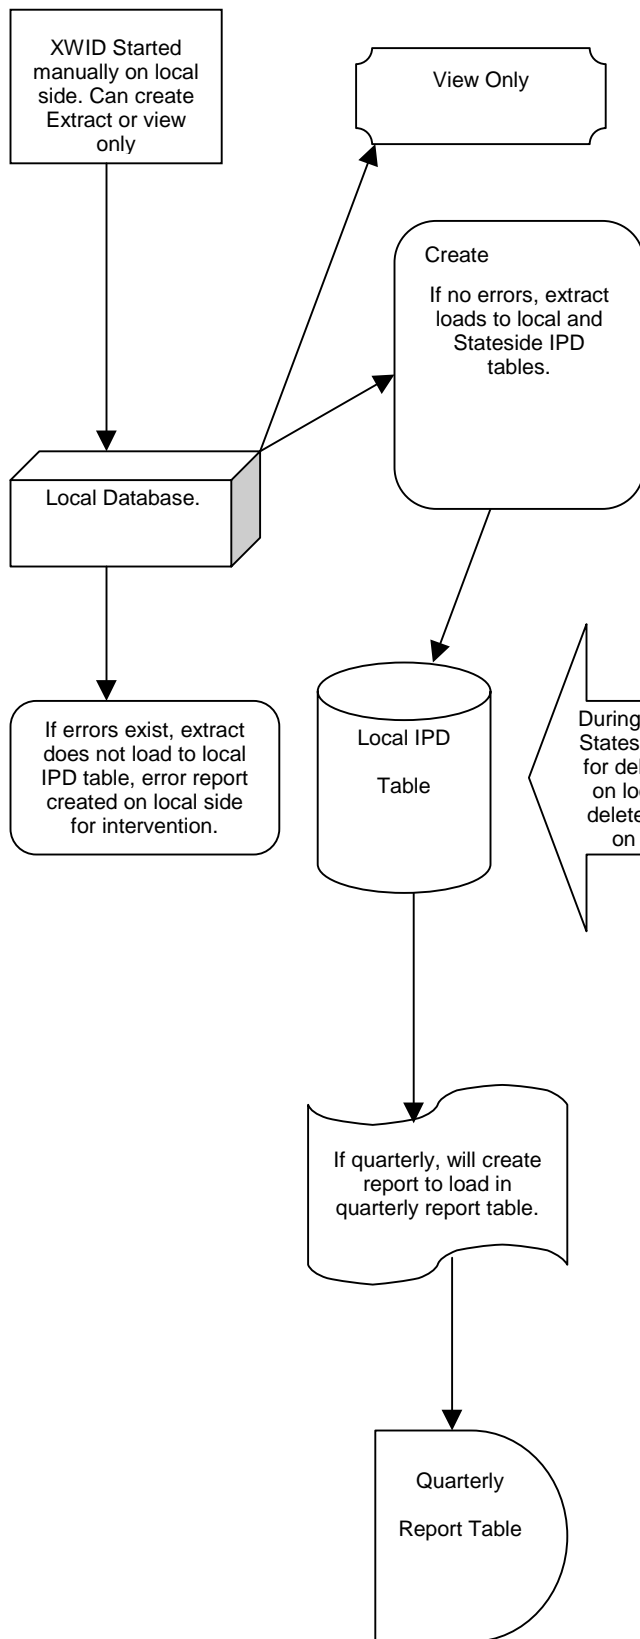 XWID Started
manually on local
side. Can create
Extract or view
only
View Only
Create
If no errors, extract
loads to local and
Stateside IPD
tables.
Local Database.
If errors exist, extract
does not load to local
IPD table, error report
created on local side
for intervention.
Local IPD
Table
During
States
for del
on lo
delete
on
If quarterly, will create
report to load in
quarterly report table.
Quarterly
Report Table